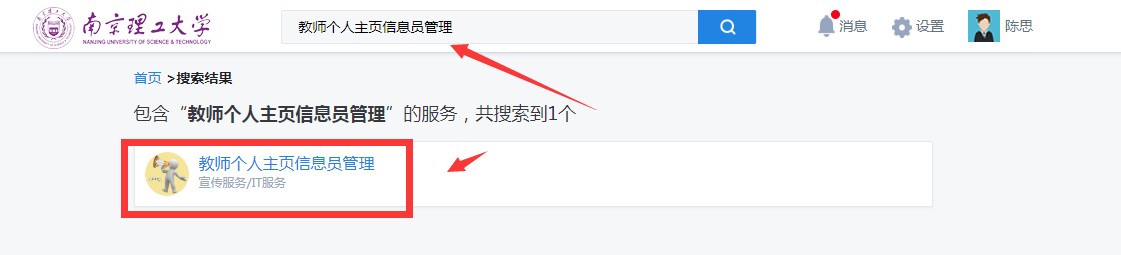 南京理工大学
NANJING UNIVERSITY OF SCIENCE & TECHNOLOGY
教师个人主页信息员管理
消息
设置
陈思
首页 >搜索结果
包含“教师个人主页信息员管理”的服务，共搜索到1个
教师个人主页信息员管理
宣传服务/IT服务